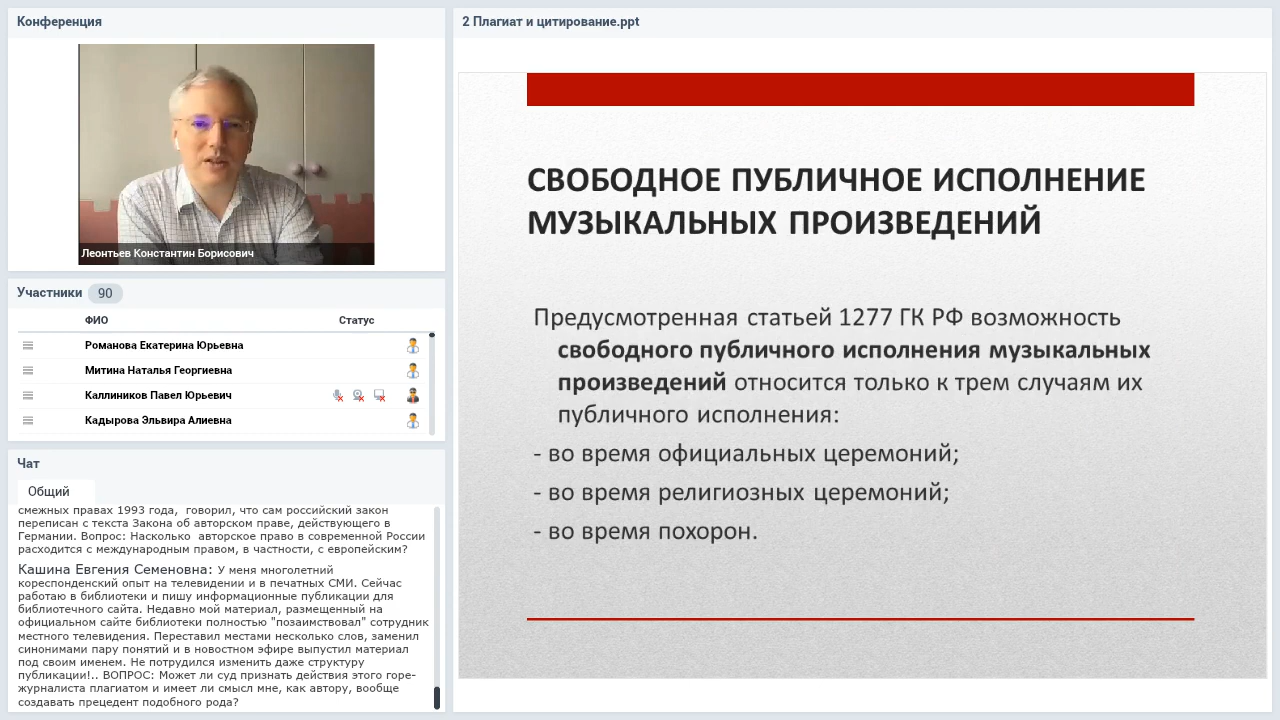 Конференция
Леонтьев Константин Борисович
Участники 90
ФИО Статус
Романова Екатерина Юрьевна
Митина Наталья Георгиевна
Каллиников Павел Юрьевич
Кадырова Эльвира Алиевна
Чат
Общий
смежных правах 1993 года, говорил, что сам российский закон
переписан с текста Закона об авторском праве, действующего в
Германии. Вопрос: Насколько авторское право в современной России
расходится с международным правом, в частности, с европейским?
Кашина Евгения Семеновна: У меня многолетний
кореспонденский опыт на телевидении и в печатных СМИ. Сейчас
работаю в библиотеки и пишу информационные публикации для
библиотечного сайта. Недавно мой материал, размещенный на
официальном сайте библиотеки полностью "позаимствовал" сотрудник
местного телевидения. Переставил местами несколько слов, заменил
синонимами пару понятий и в новостном эфире выпустил материал
под своим именем. Не потрудился изменить даже структуру
публикации!.. ВОПРОС: Может ли суд признать действия этого горе-
журналиста плагиатом и имеет ли смысл мне, как автору, вообще
создавать прецедент подобного рода?
2 Плагиат и цитирование.ppt
СВОБОДНОЕ ПУБЛИЧНОЕ ИСПОЛНЕНИЕ
МУЗЫКАЛЬНЫХ ПРОИЗВЕДЕНИЙ
Предусмотренная статьей 1277 ГК РФ возможность
свободного публичного исполнения музыкальных
произведений относится только к трем случаям их
публичного исполнения:
- во время официальных церемоний;
- во время религиозных церемоний;
- во время похорон.